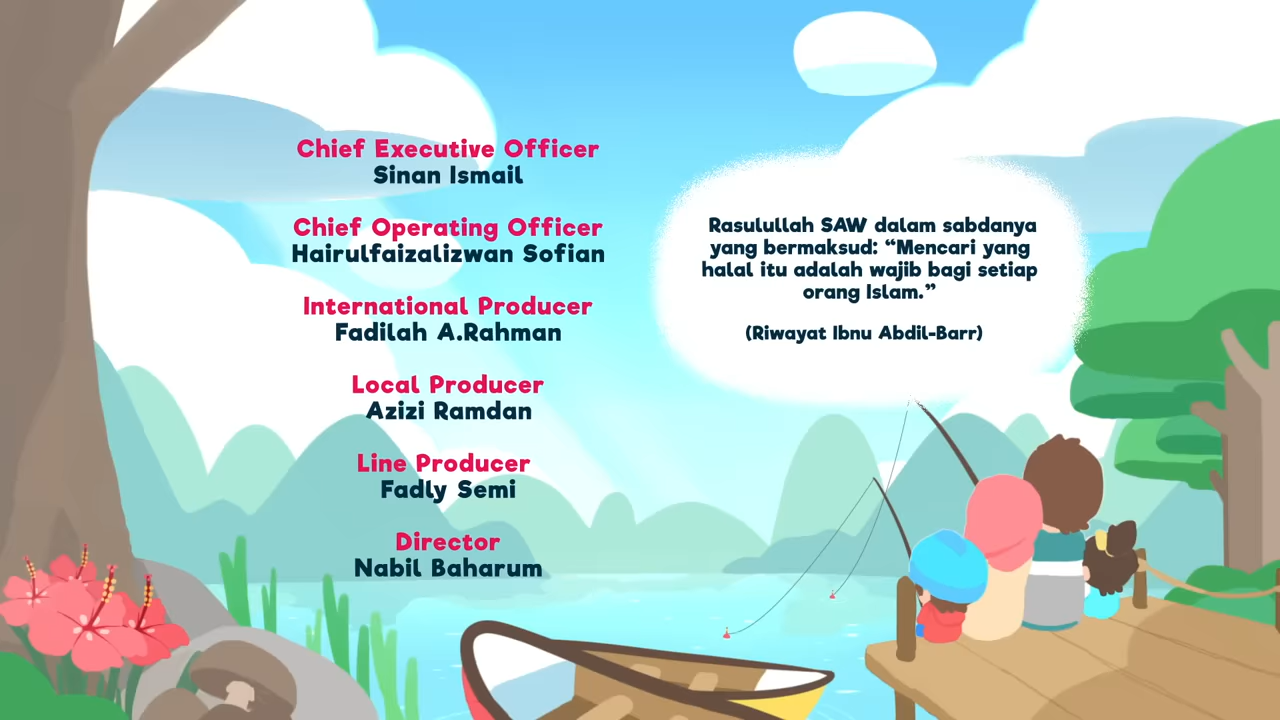 Chief Executive Officer
Sinan Ismail
Chief Operating Officer
Hairulfaizalizwan Sofian
International Producer
Fadilah A.Rahman
Local Producer
Azizi Ramdan
Line Producer
Fadly Semi
Director
Nabil Baharum
Rasulullah SAW dalam sabdanya
yang bermaksud: “Mencari yang
halal itu adalah wajib bagi setiap
orang Islam.”
(Riwayat Ibnu Abdil-Barr)